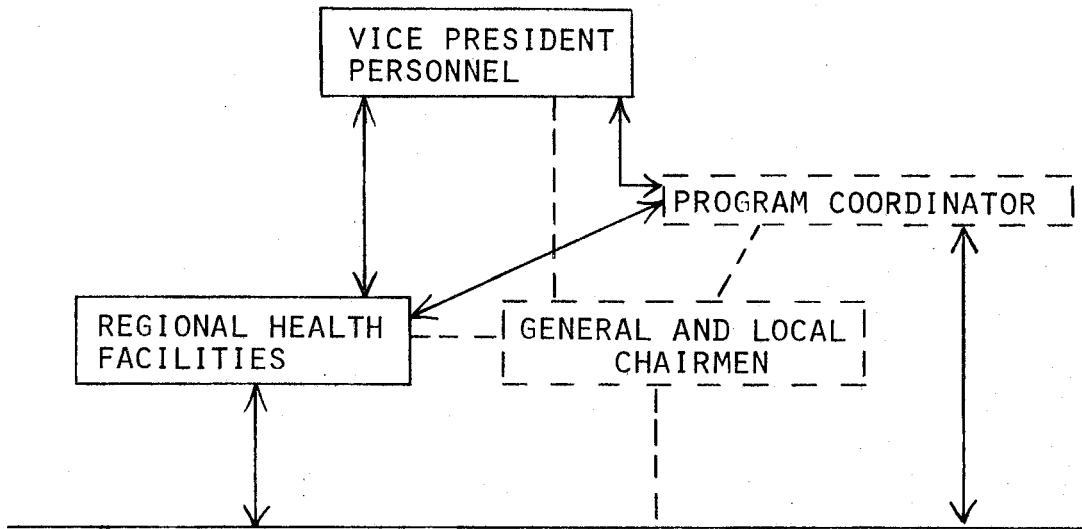 VICE PRESIDENT
PERSONNEL
PROGRAM COORDINATOR
REGIONAL HEALTH
FACILITIES
GENERAL AND LOCAL
CHAIRMEN